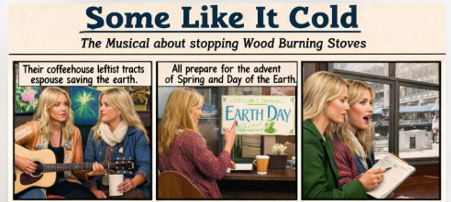 Some Like It Cold
The Musical about stopping Wood Burning Stoves
Their coffeehouse leftist tracts
espouse saving the earth.
All prepare for the advent
of Spring and Day of the Earth.
EARTH DAY